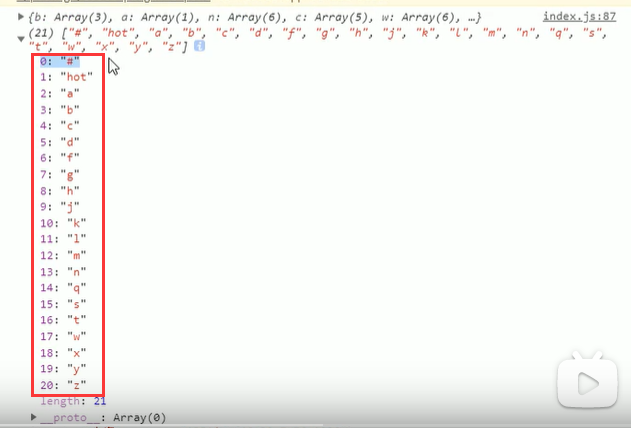 {b: Array(3), a: Array(1), n: Array(6), c: Array(5), w: Array(6), …} index.js:87
(21) ["#", "hot", "a", "b", "c", "d", "f", "g", "h", "j", "k", "l", "m", "n", "q", "s",
"t", "w", "x", "y", "z"]
0: "#"
1: "hot"
2: "a"
3: "b"
4: "c"
5: "d"
6: "f"
7: "g"
8: "h"
9: "j"
10: "k"
11: "l"
12: "m"
13: "n"
14: "q"
15: "s"
16: "t"
17: "w"
18: "x"
19: "y"
20: "z"
length: 21
__proto__: Array(0)